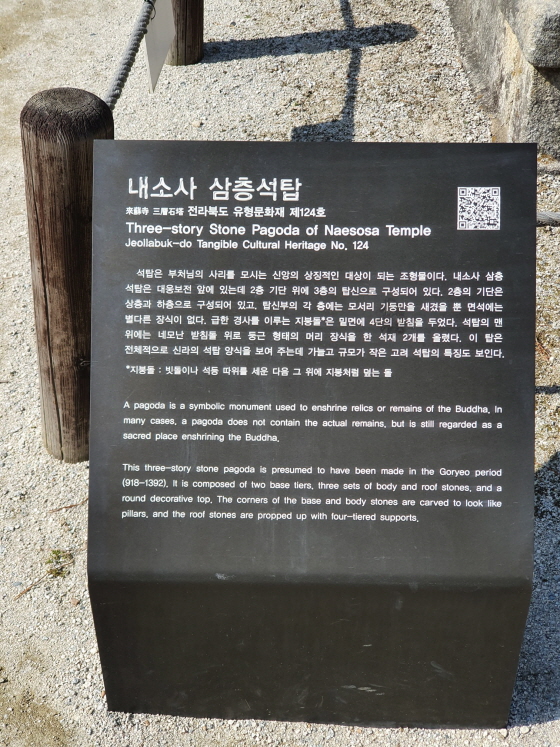 내소사 삼층석탑
來蘇寺 三層石塔 전라북도 유형문화재 제124호
Three-story Stone Pagoda of Naesosa Temple
Jeollabuk-do Tangible Cultural Heritage No. 124
석탑은 부처님의 사리를 모시는 신앙의 상징적인 대상이 되는 조형물이다. 내소사 삼층
석탑은 대웅보전 앞에 있는데 2층 기단 위에 3층의 탑신으로 구성되어 있다. 2층의 기단은
상층과 하층으로 구성되어 있고, 탑신부의 각 층에는 모서리 기둥만을 새겼을 뿐 면석에는
별다른 장식이 없다. 급한 경사를 이루는 지붕돌*은 밑면에 4단의 받침을 두었다. 석탑의 맨
위에는 네모난 받침돌 위로 둥근 형태의 머리 장식을 한 석재 2개를 올렸다. 이 탑은
전체적으로 신라의 석탑 양식을 보여 주는데 가늘고 규모가 작은 고려 석탑의 특징도 보인다.
*지붕돌 : 빗돌이나 석등 따위를 세운 다음 그 위에 지붕처럼 덮는 돌
A pagoda is a symbolic monument used to enshrine relics or remains of the Buddha. In
many cases, a pagoda does not contain the actual remains, but is still regarded as a
sacred place enshrining the Buddha.
This three-story stone pagoda is presumed to have been made in the Goryeo period
(918-1392). It is composed of two base tiers, three sets of body and roof stones, and a
round decorative top. The corners of the base and body stones are carved to look like
pillars, and the roof stones are propped up with four-tiered supports.